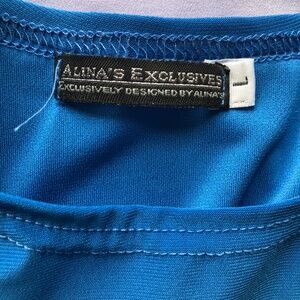 ALINA'S EXCLUSIVES
EXCLUSIVELY DESIGNED BY ALINA'S
L